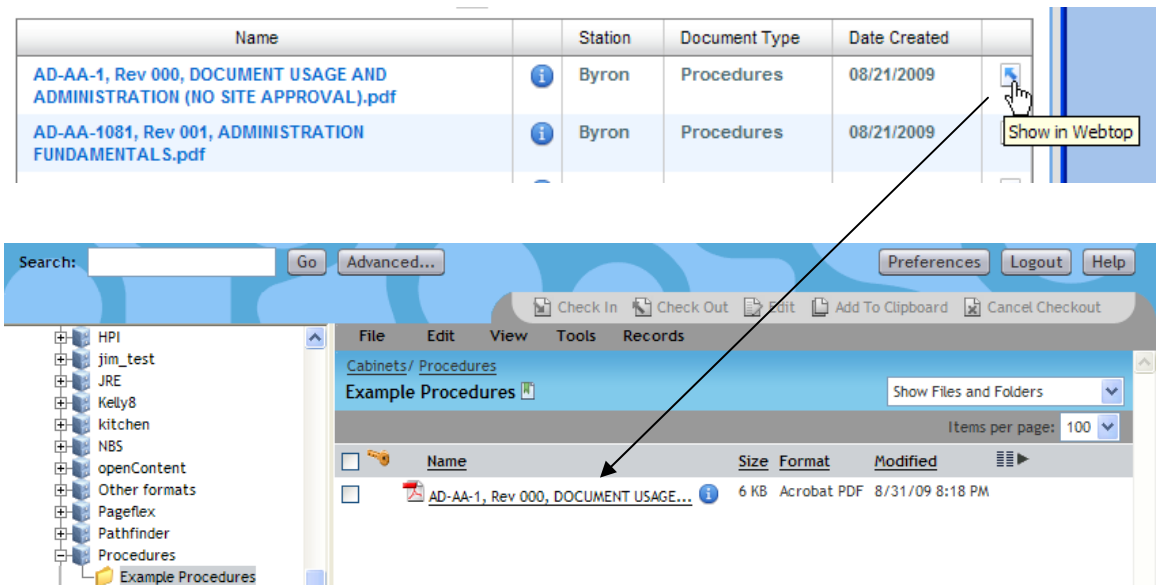 Name Station Document Type Date Created
AD-AA-1, Rev 000, DOCUMENT USAGE AND
ADMINISTRATION (NO SITE APPROVAL).pdf
Byron Procedures 08/21/2009
Show in Webtop
AD-AA-1081, Rev 001, ADMINISTRATION
FUNDAMENTALS.pdf
Byron Procedures 08/21/2009
Search: Go Advanced... Preferences Logout Help
Check In Check Out Edit Add To Clipboard Cancel Checkout
File Edit View Tools Records
HPI
jim_test
JRE
Kelly8
kitchen
NBS
openContent
Other formats
Pageflex
Pathfinder
Procedures
Example Procedures
Cabinets/ Procedures
Example Procedures Show Files and Folders
Items per page: 100
Name Size Format Modified
AD-AA-1, Rev 000, DOCUMENT USAGE... 6 KB Acrobat PDF 8/31/09 8:18 PM